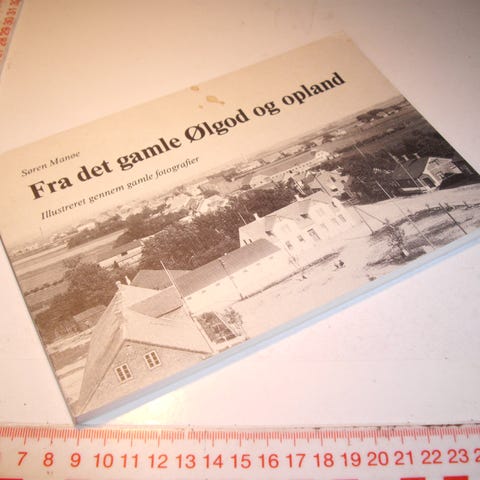 Søren Manøe
Fra det gamle Ølgod og opland
Illustreret gennem gamle fotografier
7 8 9 10 11 12 13 14 15 16 17 18 19 20 21 22 23